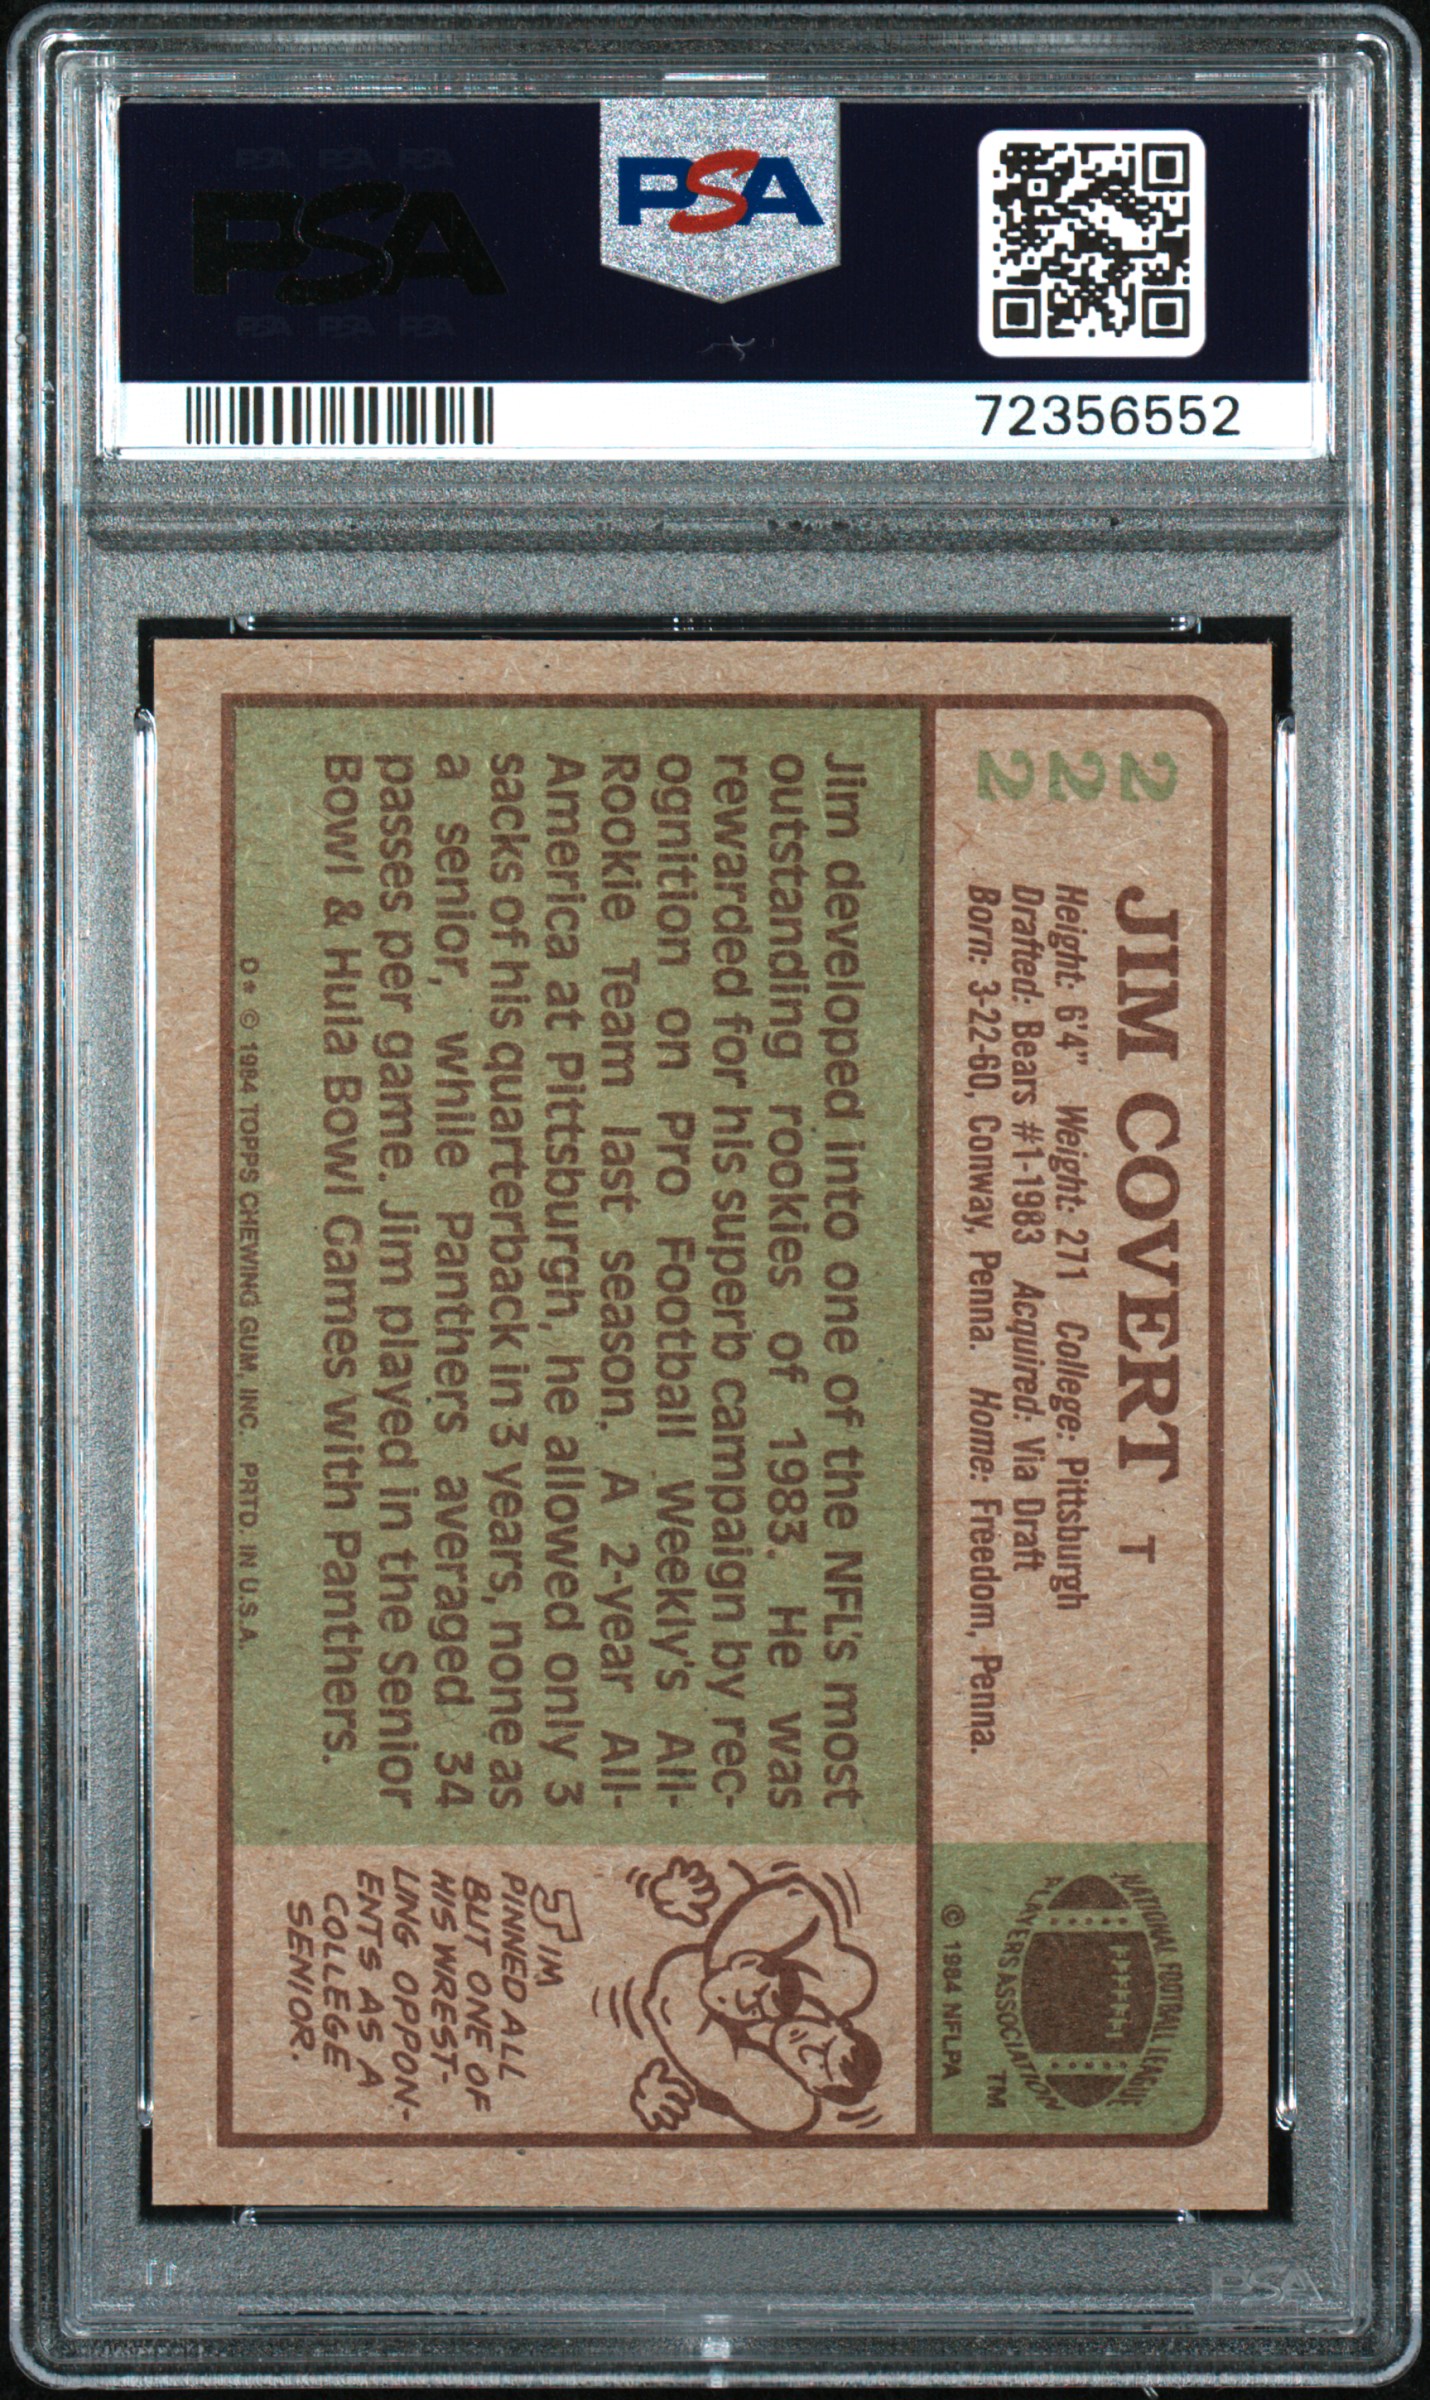 PSA PSA PSA
PSA
PSA PSA PSA
PSA
72356552
222
JIM COVERT T
Height: 6'4" Weight: 271 College: Pittsburgh
Drafted: Bears #1-1983 Acquired: Via Draft
Born: 3-22-60, Conway, Penna. Home: Freedom, Penna.
NATIONAL FOOTBALL LEAGUE
PLAYERS ASSOCIATION
TM
© 1984 NFLPA
Jim developed into one of the NFL's most
outstanding rookies of 1983. He was
rewarded for his superb campaign by rec-
ognition on Pro Football Weekly's All-
Rookie Team last season. A 2-year All-
America at Pittsburgh, he allowed only 3
sacks of his quarterback in 3 years, none as
a senior, while Panthers averaged 34
passes per game. Jim played in the Senior
Bowl & Hula Bowl Games with Panthers.
JIM
PINNED ALL
BUT ONE OF
HIS WREST-
LING OPPON-
ENTS AS A
COLLEGE
SENIOR.
D* © 1984 TOPPS CHEWING GUM, INC. PRTD. IN U.S.A.
PSA